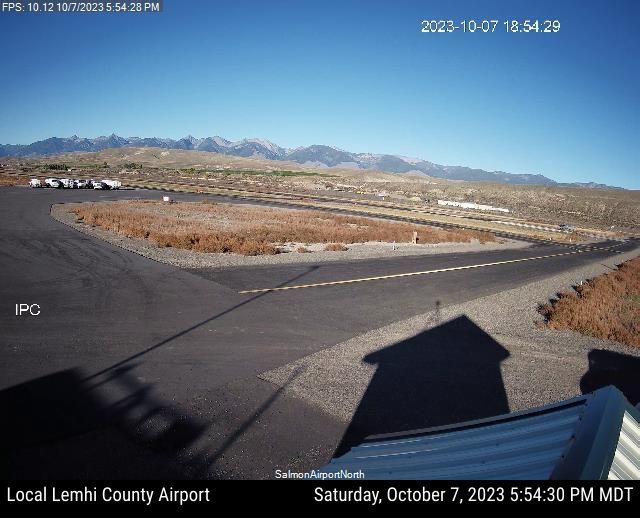 FPS: 10.12 10/7/2023 5:54:28 PM
2023-10-07 18:54:29
IPC
SalmonAirportNorth
Local Lemhi County Airport Saturday, October 7, 2023 5:54:30 PM MDT